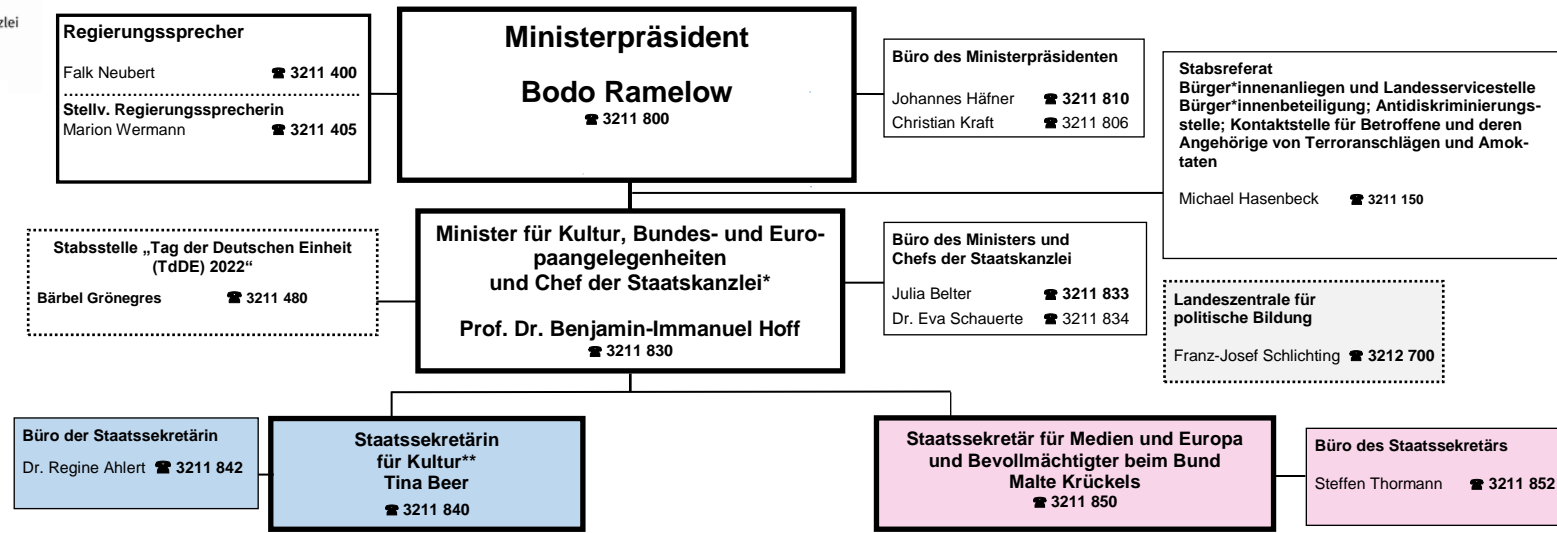 zlei
Regierungssprecher
Falk Neubert ☎ 3211 400
Stellv. Regierungssprecherin
Marion Wermann ☎ 3211 405
Ministerpräsident
Bodo Ramelow
☎ 3211 800
Büro des Ministerpräsidenten
Johannes Häfner ☎ 3211 810
Christian Kraft ☎ 3211 806
Stabsreferat
Bürger*innenanliegen und Landesservicestelle
Bürger*innenbeteiligung; Antidiskriminierungs-
stelle; Kontaktstelle für Betroffene und deren
Angehörige von Terroranschlägen und Amok-
taten
Michael Hasenbeck ☎ 3211 150
Stabsstelle „Tag der Deutschen Einheit
(TdDE) 2022“
Bärbel Grönegres ☎ 3211 480
Minister für Kultur, Bundes- und Euro-
paangelegenheiten
und Chef der Staatskanzlei*
Prof. Dr. Benjamin-Immanuel Hoff
☎ 3211 830
Büro des Ministers und
Chefs der Staatskanzlei
Julia Belter ☎ 3211 833
Dr. Eva Schauerte ☎ 3211 834
Landeszentrale für
politische Bildung
Franz-Josef Schlichting ☎ 3212 700
Büro der Staatssekretärin
Dr. Regine Ahlert ☎ 3211 842
Staatssekretärin
für Kultur**
Tina Beer
☎ 3211 840
Staatssekretär für Medien und Europa
und Bevollmächtigter beim Bund
Malte Krückels
☎ 3211 850
Büro des Staatssekretärs
Steffen Thormann ☎ 3211 852